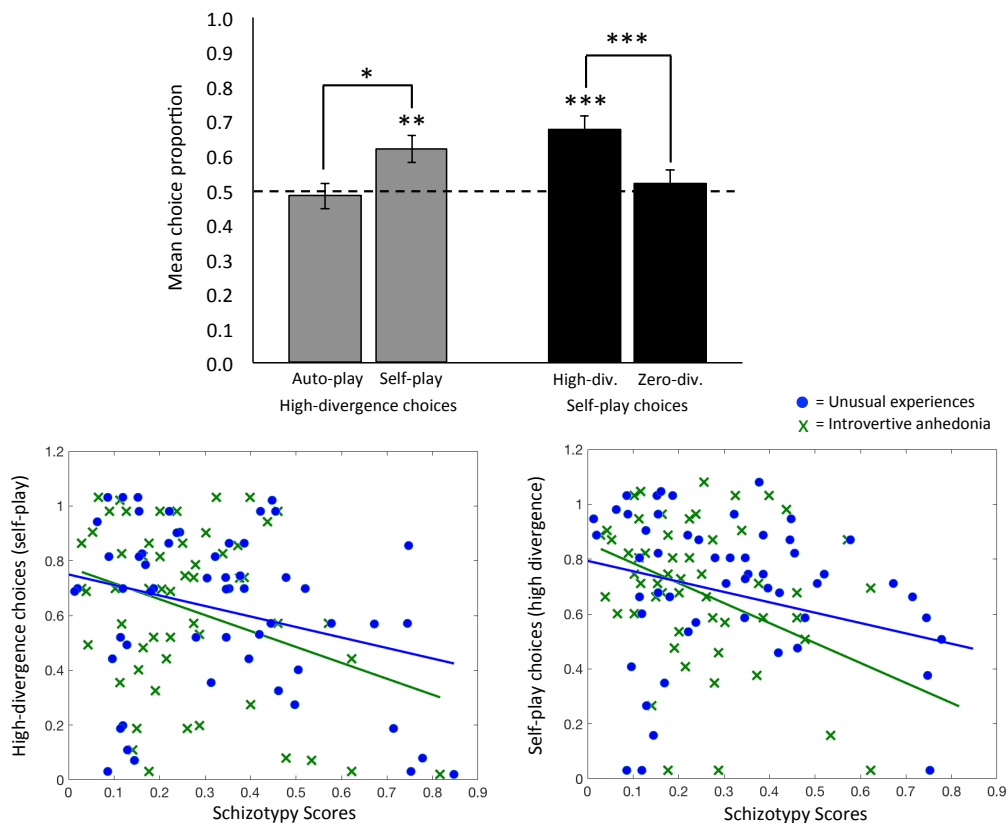 1.0
0.9
0.8
0.7
0.6
0.5
0.4
0.3
0.2
0.1
0.0
Mean choice proportion
*
**
***
***
Auto-play Self-play
High-divergence choices
High-div. Zero-div.
Self-play choices
= Unusual experiences
= Introvertive anhedonia
High-divergence choices (self-play)
1.2
1
0.8
0.6
0.4
0.2
0
0 0.1 0.2 0.3 0.4 0.5 0.6 0.7 0.8 0.9
Schizotypy Scores
Self-play choices (high divergence)
1.2
1
0.8
0.6
0.4
0.2
0
0 0.1 0.2 0.3 0.4 0.5 0.6 0.7 0.8 0.9
Schizotypy Scores